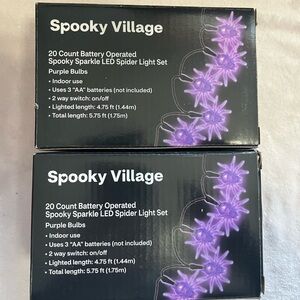 Spooky Village
20 Count Battery Operated
Spooky Sparkle LED Spider Light Set
Purple Bulbs
• Indoor use
• Uses 3 "AA" batteries (not included)
• 2 way switch: on/off
• Lighted length: 4.75 ft (1.44m)
• Total length: 5.75 ft (1.75m)
Spooky Village
20 Count Battery Operated
Spooky Sparkle LED Spider Light Set
Purple Bulbs
• Indoor use
• Uses 3 "AA" batteries (not included)
• 2 way switch: on/off
• Lighted length: 4.75 ft (1.44m)
• Total length: 5.75 ft (1.75m)